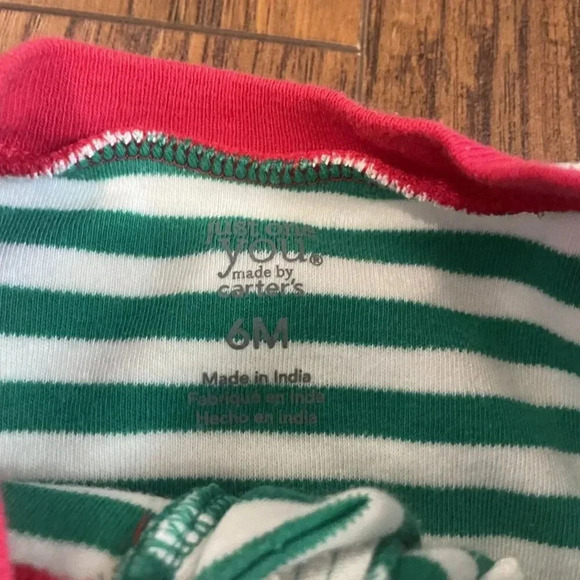 just one
you®
made by
carter's
6M
Made in India
Fabriqué en Inde
Hecho en India